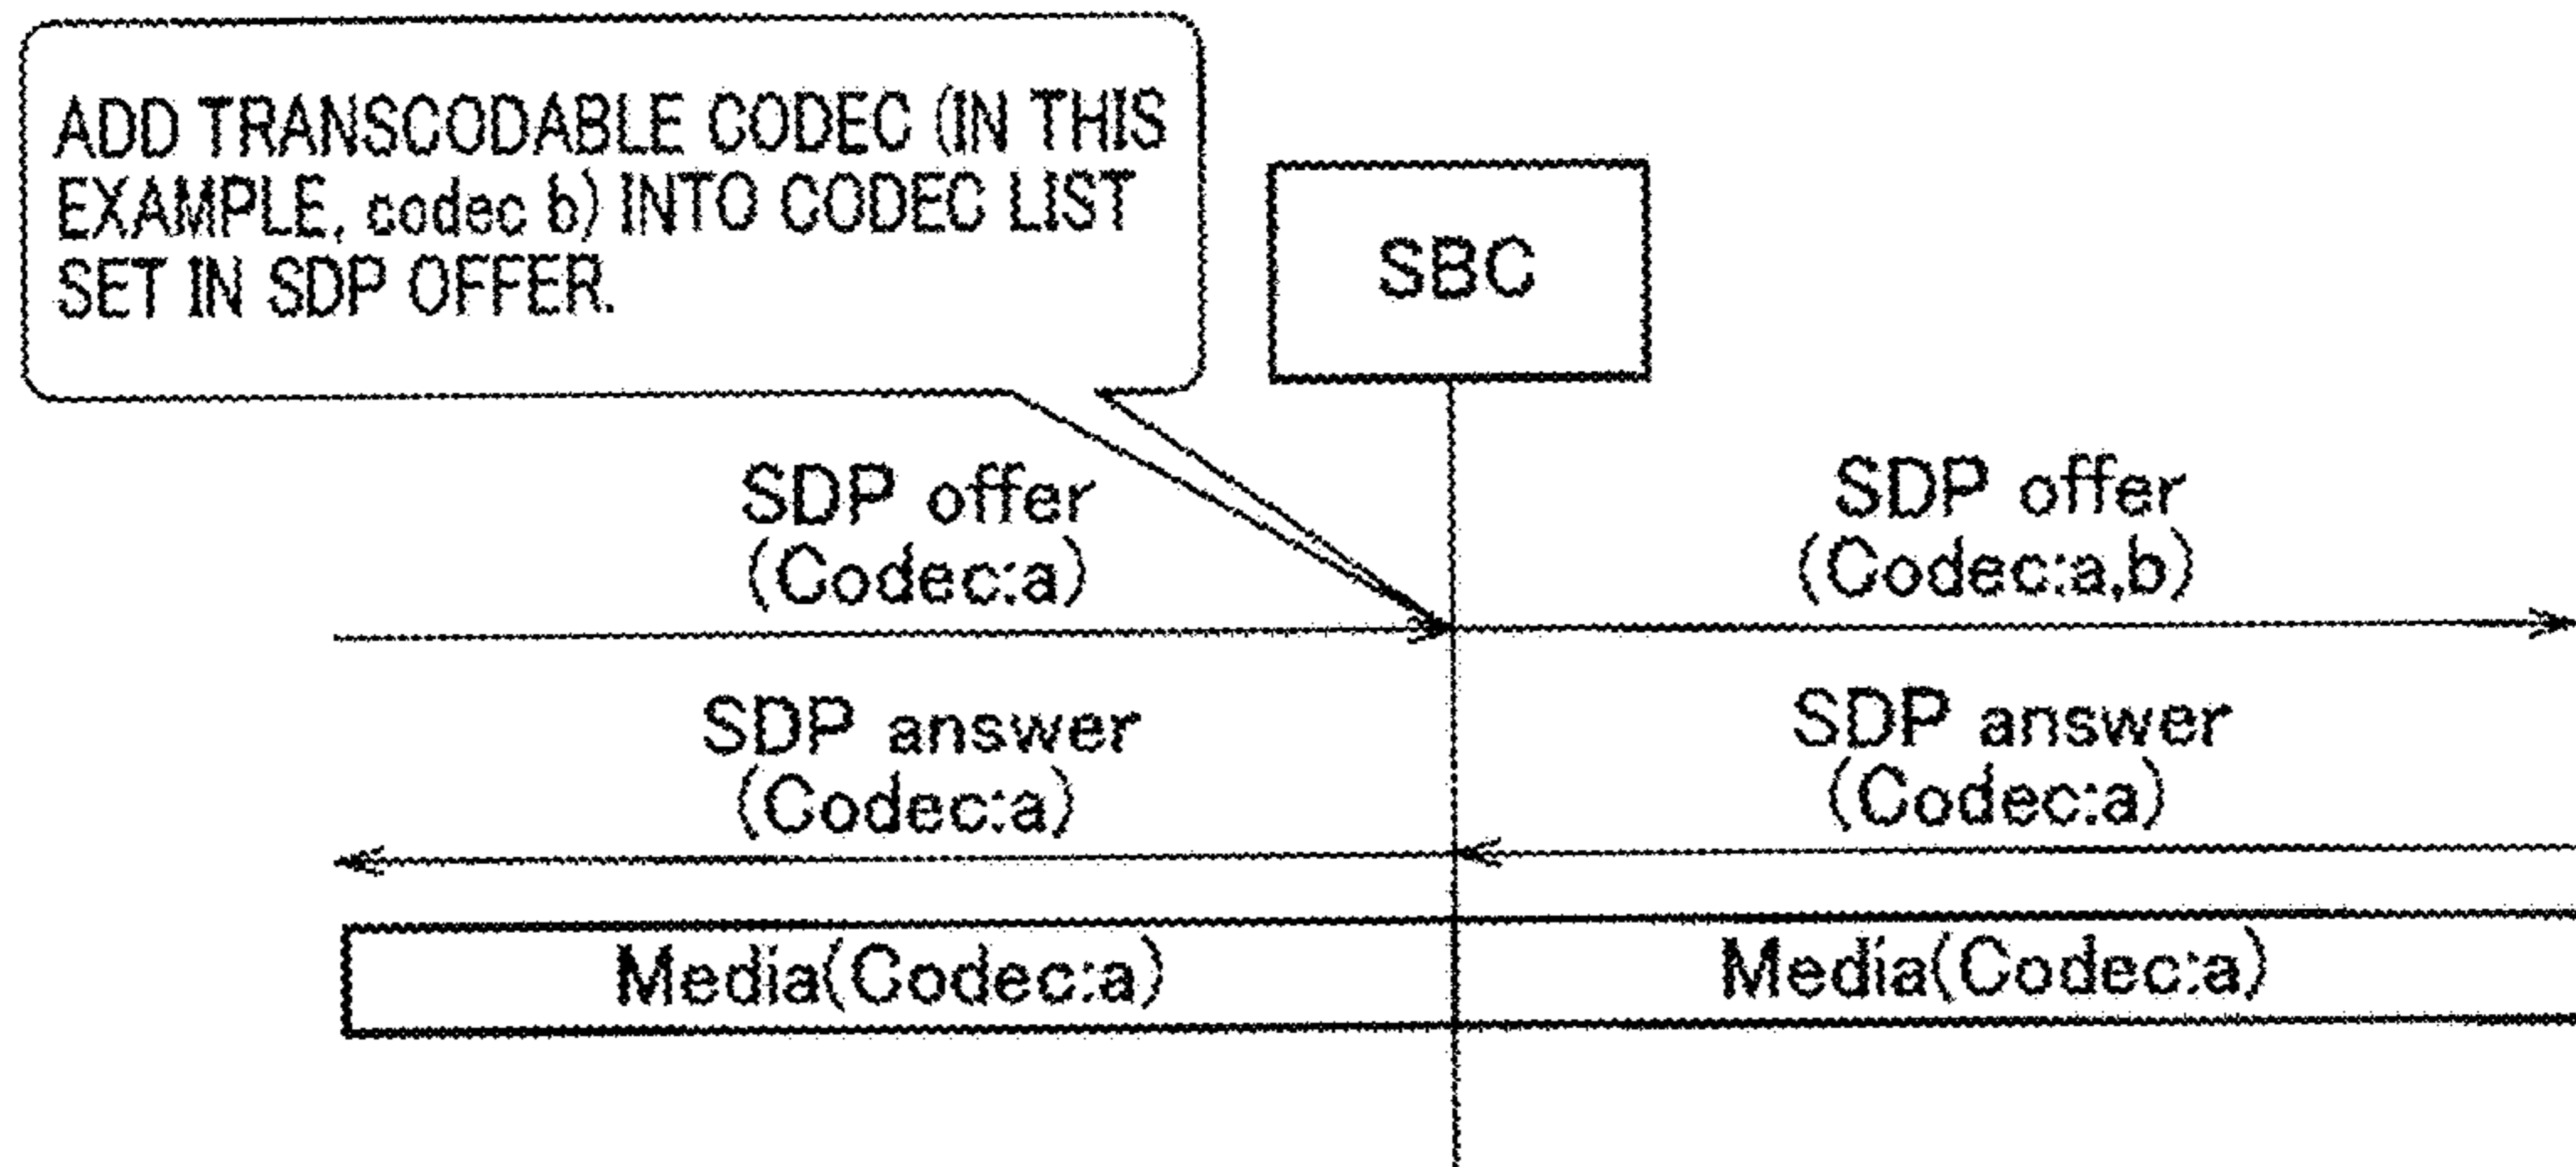 ADD TRANSCODABLE CODEC (IN THIS
EXAMPLE, codec b) INTO CODEC LIST
SET IN SDP OFFER.
SBC
SDP offer
(Codec:a)
SDP offer
(Codec:a,b)
SDP answer
(Codec:a)
SDP answer
(Codec:a)
Media(Codec:a)
Media(Codec:a)